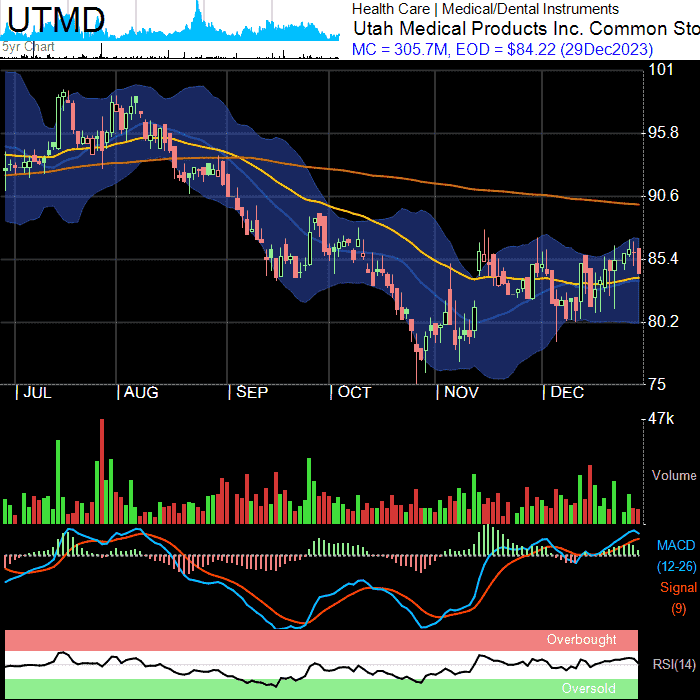 UTMD
5yr Chart
Health Care | Medical/Dental Instruments
Utah Medical Products Inc. Common Sto
MC = 305.7M, EOD = $84.22 (29Dec2023)
101
95.8
90.6
85.4
80.2
75
| JUL | AUG | SEP | OCT | NOV | DEC
47k
Volume
MACD
(12-26)
Signal
(9)
Overbought
RSI(14)
Oversold